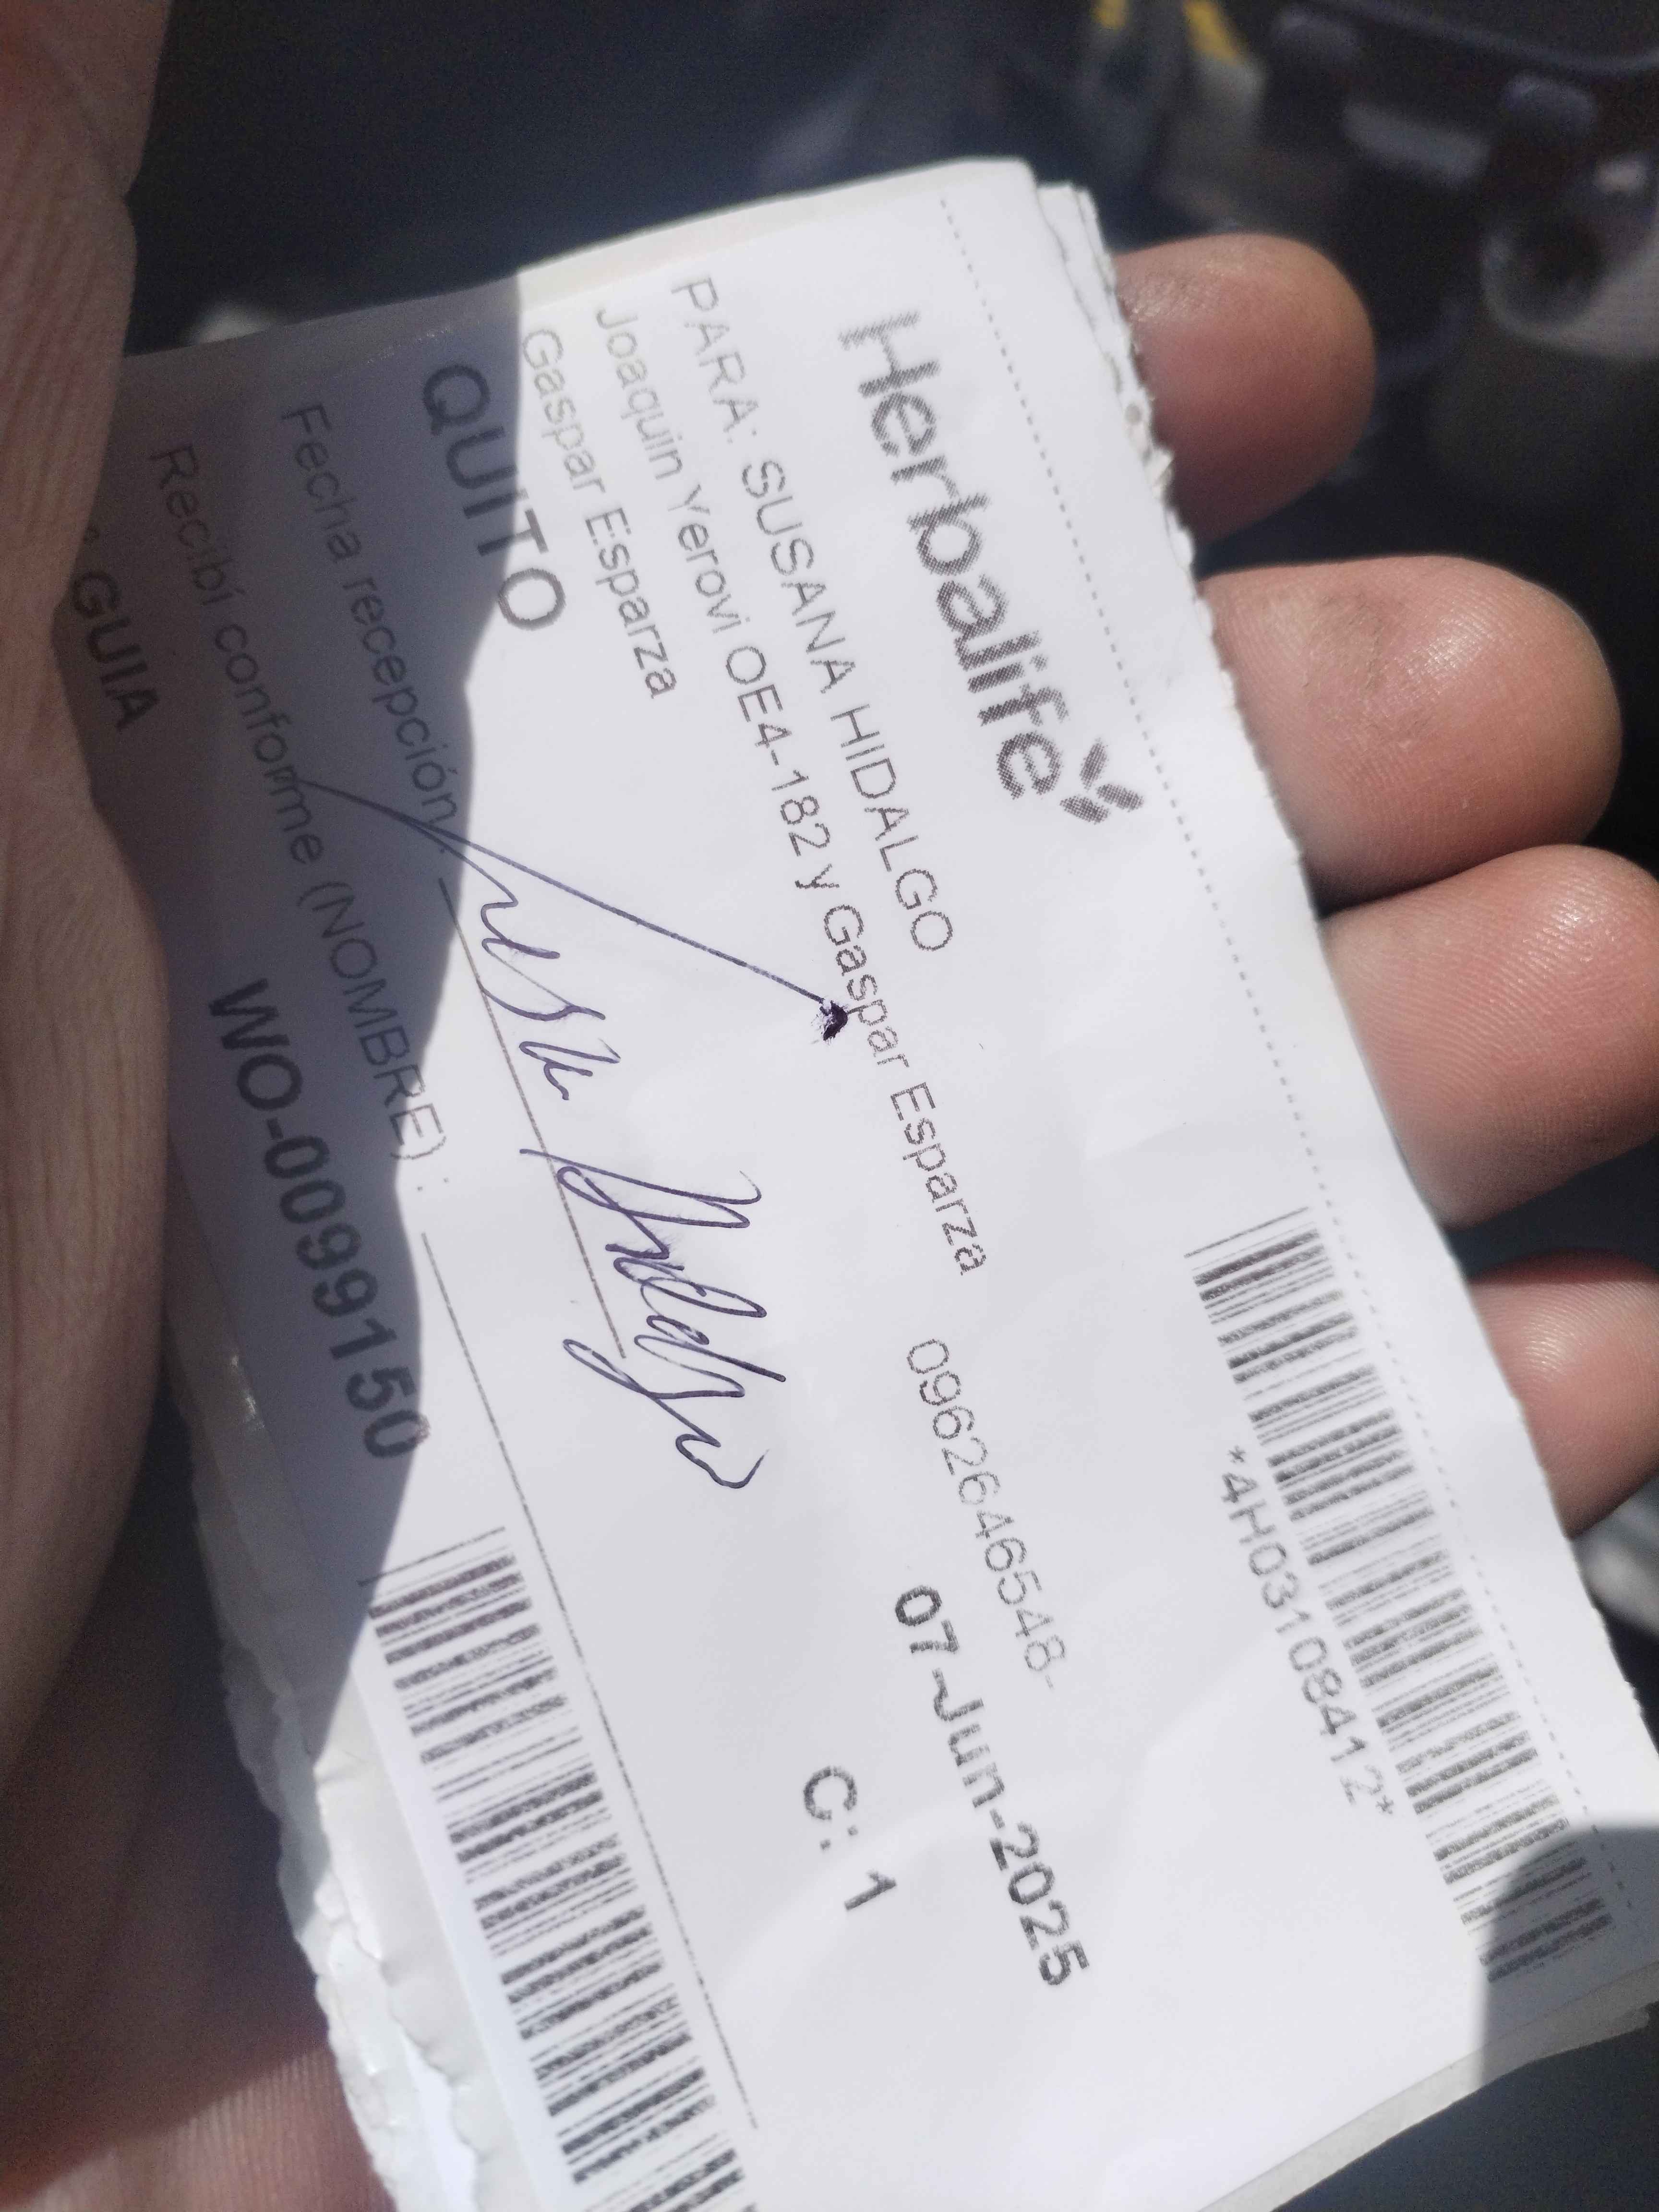 *4H03108412*
Herbalife
PARA: SUSANA HIDALGO
07-Jun-2025
Joaquin Yerovi OE4-182 y Gaspar Esparza 0962646548-
Gaspar Esparza
C: 1
QUITO
Fecha recepción:
Recibí conforme (NOMBRE) :
GUIA WO-0099150